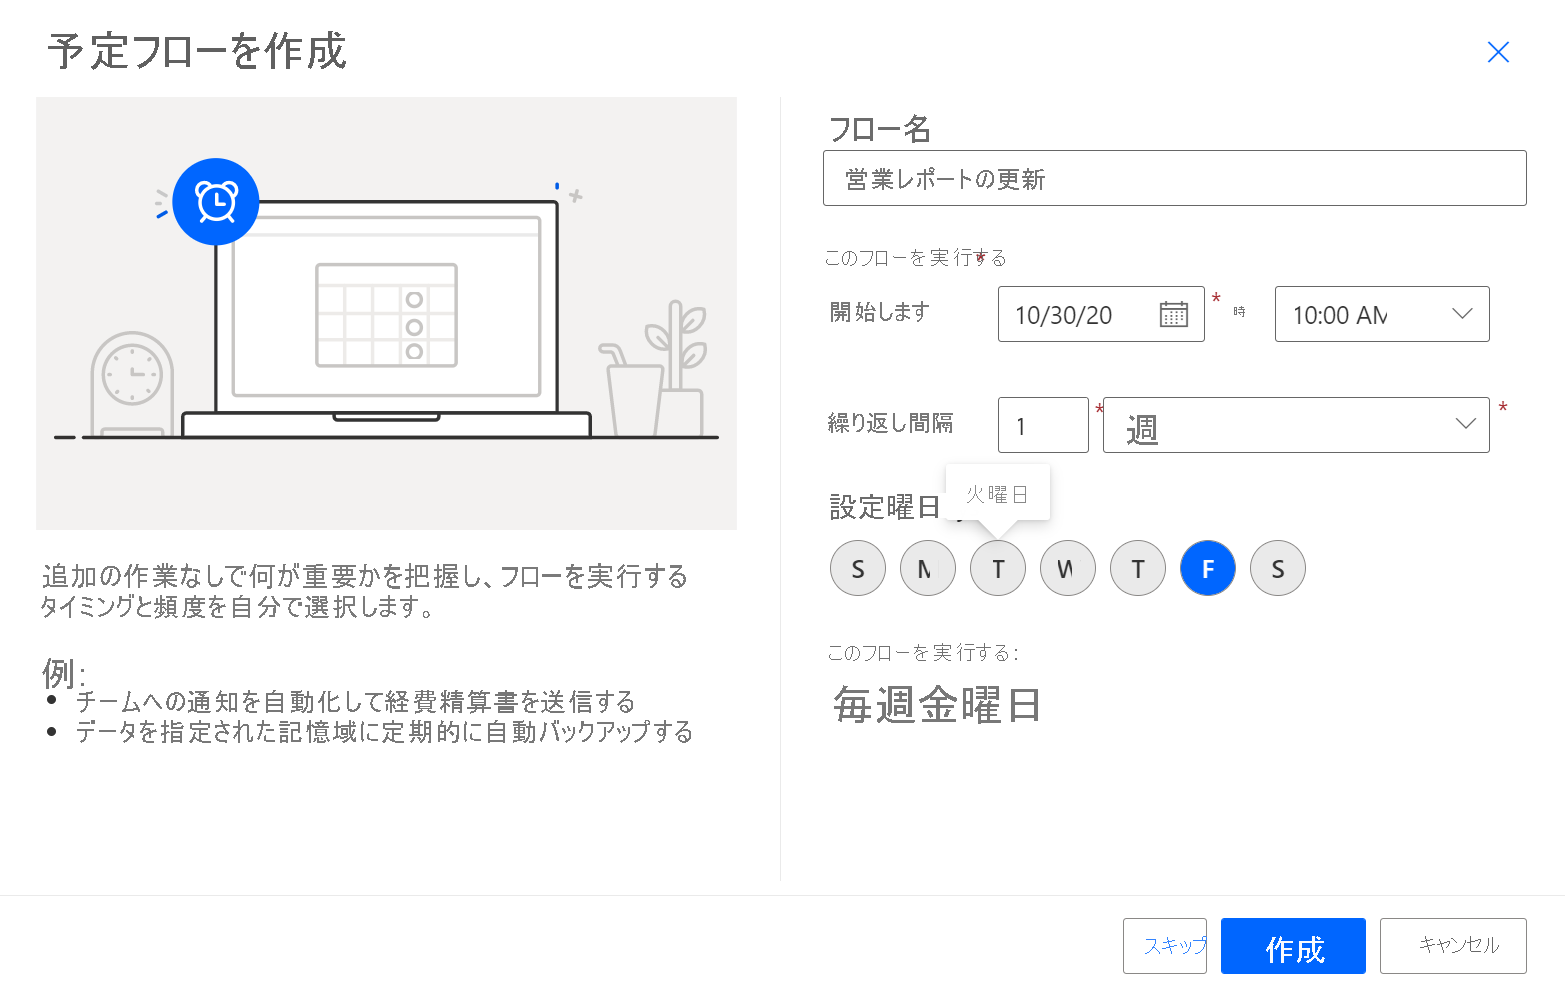 予定フローを作成
追加の作業なしで何が重要かを把握し、フローを実行する
タイミングと頻度を自分で選択します。
例:
チームへの通知を自動化して経費精算書を送信する
データを指定された記憶域に定期的に自動バックアップする
フロー名
営業レポートの更新
このフローを実行する*
開始します 10/30/20 * 時 10:00 AM
繰り返し間隔 1 * 週 *
設定曜日
火曜日
S M T W T F S
このフローを実行する:
毎週金曜日
スキップ 作成 キャンセル